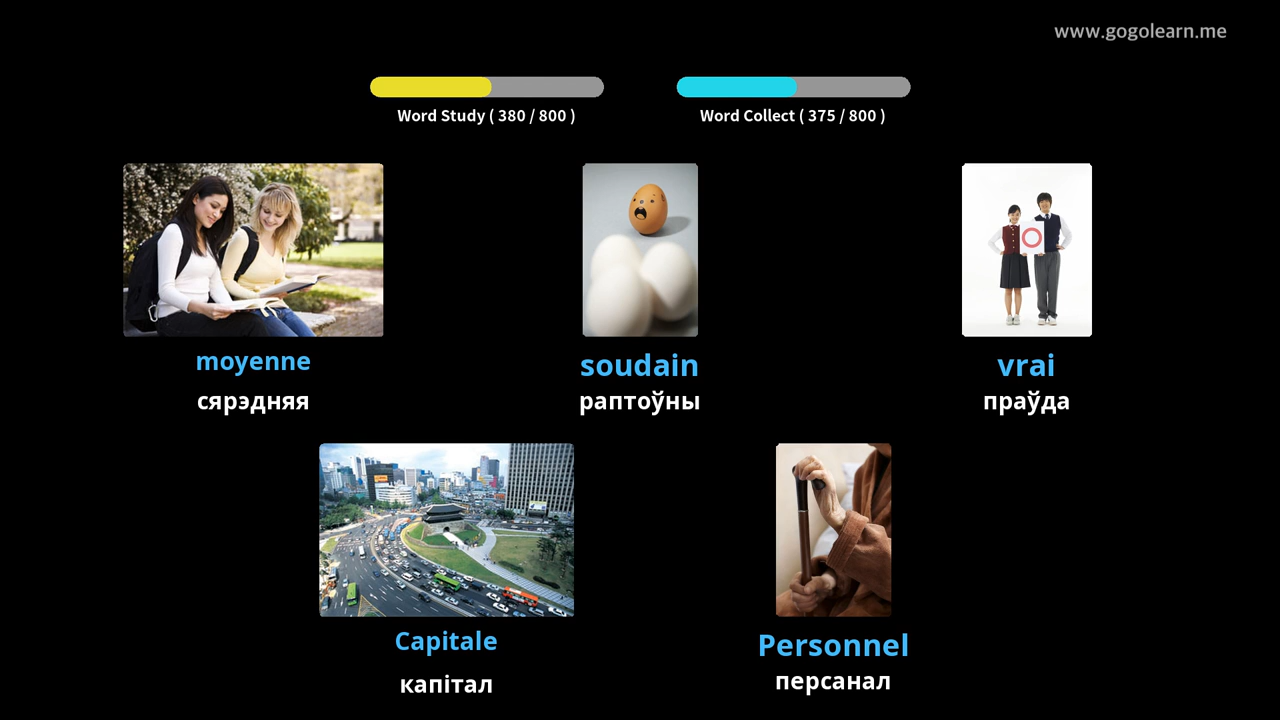 www.gogolearn.me
Word Study ( 380 / 800 )
Word Collect ( 375 / 800 )
moyenne
сярэдняя
soudain
раптоўны
vrai
праўда
Capitale
капітал
Personnel
персанал